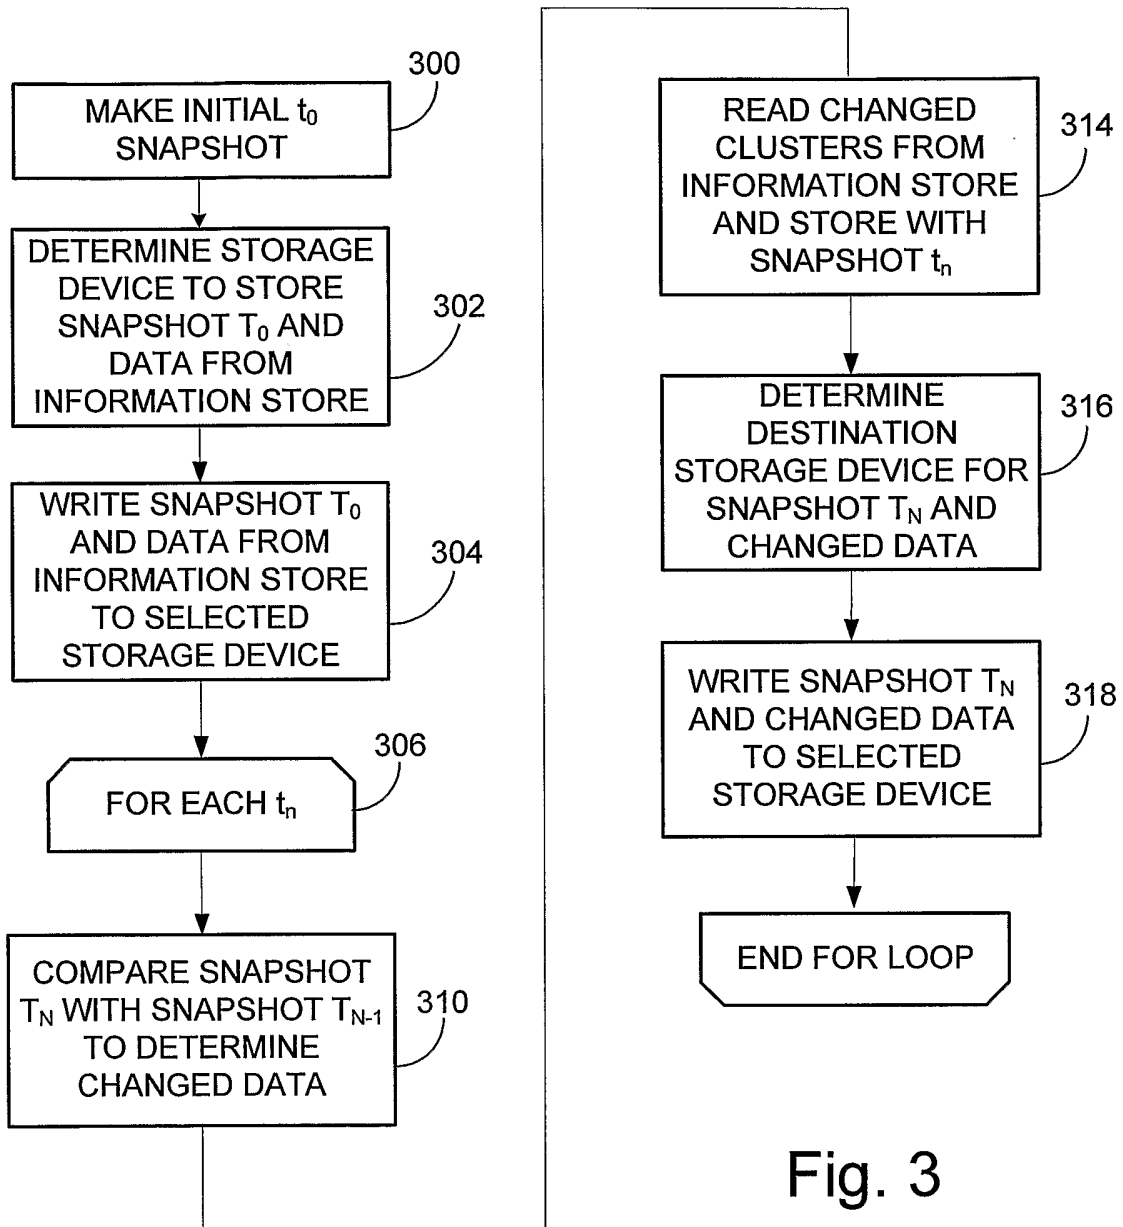 300
MAKE INITIAL t0
SNAPSHOT
DETERMINE STORAGE
DEVICE TO STORE
SNAPSHOT T0 AND
DATA FROM
INFORMATION STORE
302
WRITE SNAPSHOT T0
AND DATA FROM
INFORMATION STORE
TO SELECTED
STORAGE DEVICE
304
306
FOR EACH tn
COMPARE SNAPSHOT
TN WITH SNAPSHOT TN-1
TO DETERMINE
CHANGED DATA
310
READ CHANGED
CLUSTERS FROM
INFORMATION STORE
AND STORE WITH
SNAPSHOT tn
314
DETERMINE
DESTINATION
STORAGE DEVICE FOR
SNAPSHOT TN AND
CHANGED DATA
316
WRITE SNAPSHOT TN
AND CHANGED DATA
TO SELECTED
STORAGE DEVICE
318
END FOR LOOP
Fig. 3